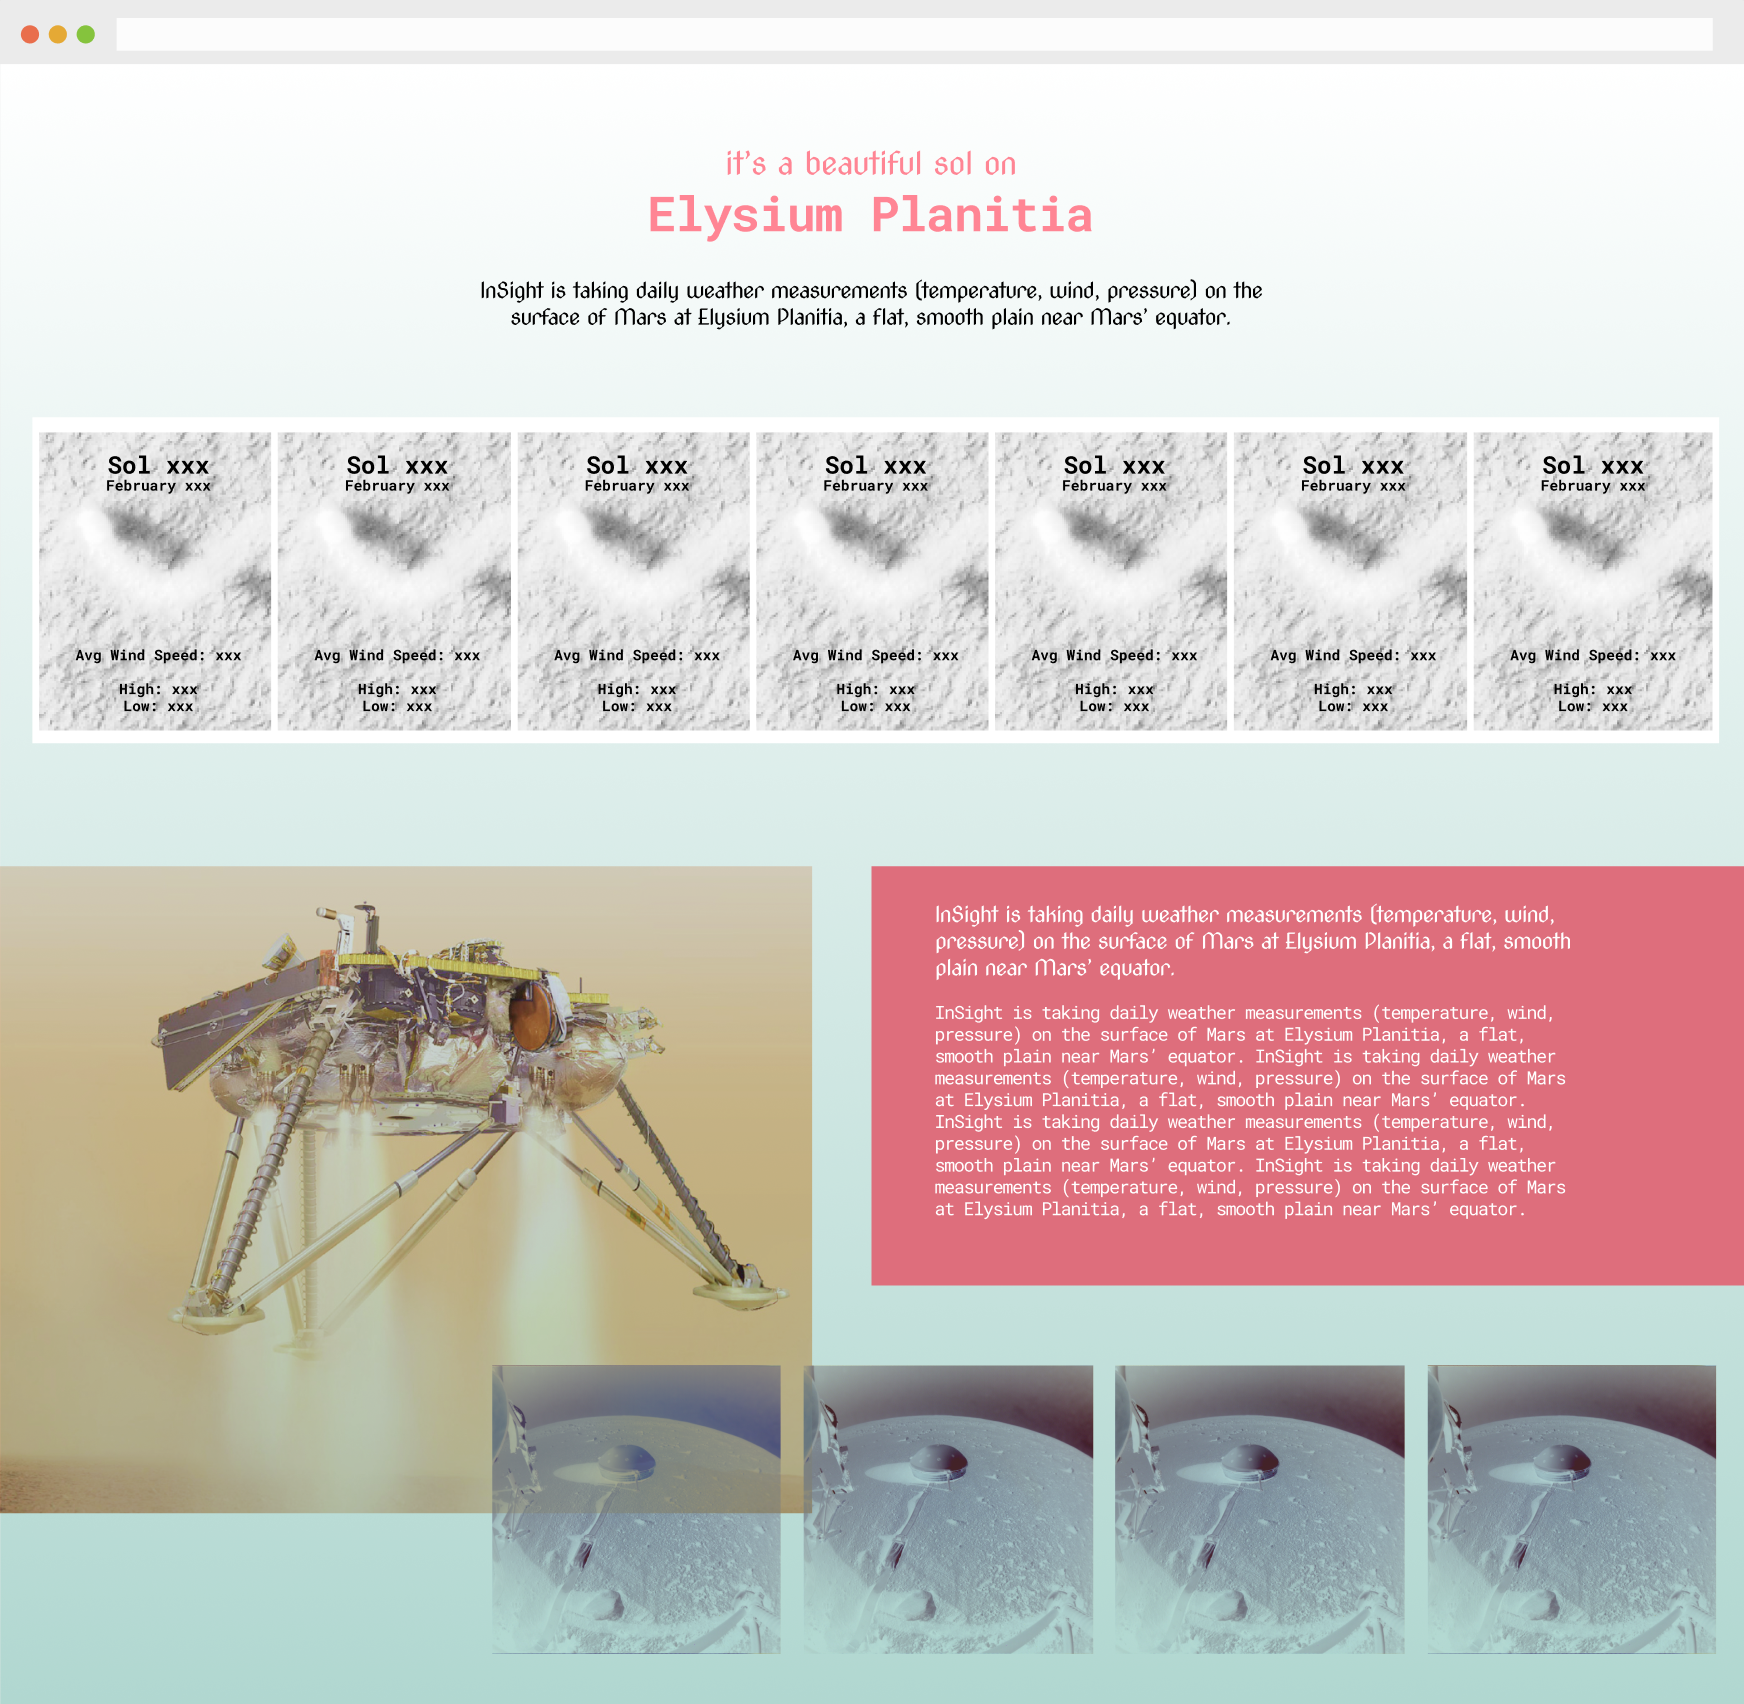 it's a beautiful sol on
Elysium Planitia
InSight is taking daily weather measurements (temperature, wind, pressure) on the
surface of Mars at Elysium Planitia, a flat, smooth plain near Mars' equator.
Sol xxx
February xxx
Avg Wind Speed: xxx
High: xxx
Low: xxx
Sol xxx
February xxx
Avg Wind Speed: xxx
High: xxx
Low: xxx
Sol xxx
February xxx
Avg Wind Speed: xxx
High: xxx
Low: xxx
Sol xxx
February xxx
Avg Wind Speed: xxx
High: xxx
Low: xxx
Sol xxx
February xxx
Avg Wind Speed: xxx
High: xxx
Low: xxx
Sol xxx
February xxx
Avg Wind Speed: xxx
High: xxx
Low: xxx
Sol xxx
February xxx
Avg Wind Speed: xxx
High: xxx
Low: xxx
InSight is taking daily weather measurements (temperature, wind,
pressure) on the surface of Mars at Elysium Planitia, a flat, smooth
plain near Mars' equator.
InSight is taking daily weather measurements (temperature, wind,
pressure) on the surface of Mars at Elysium Planitia, a flat,
smooth plain near Mars' equator. InSight is taking daily weather
measurements (temperature, wind, pressure) on the surface of Mars
at Elysium Planitia, a flat, smooth plain near Mars' equator.
InSight is taking daily weather measurements (temperature, wind,
pressure) on the surface of Mars at Elysium Planitia, a flat,
smooth plain near Mars' equator. InSight is taking daily weather
measurements (temperature, wind, pressure) on the surface of Mars
at Elysium Planitia, a flat, smooth plain near Mars' equator.